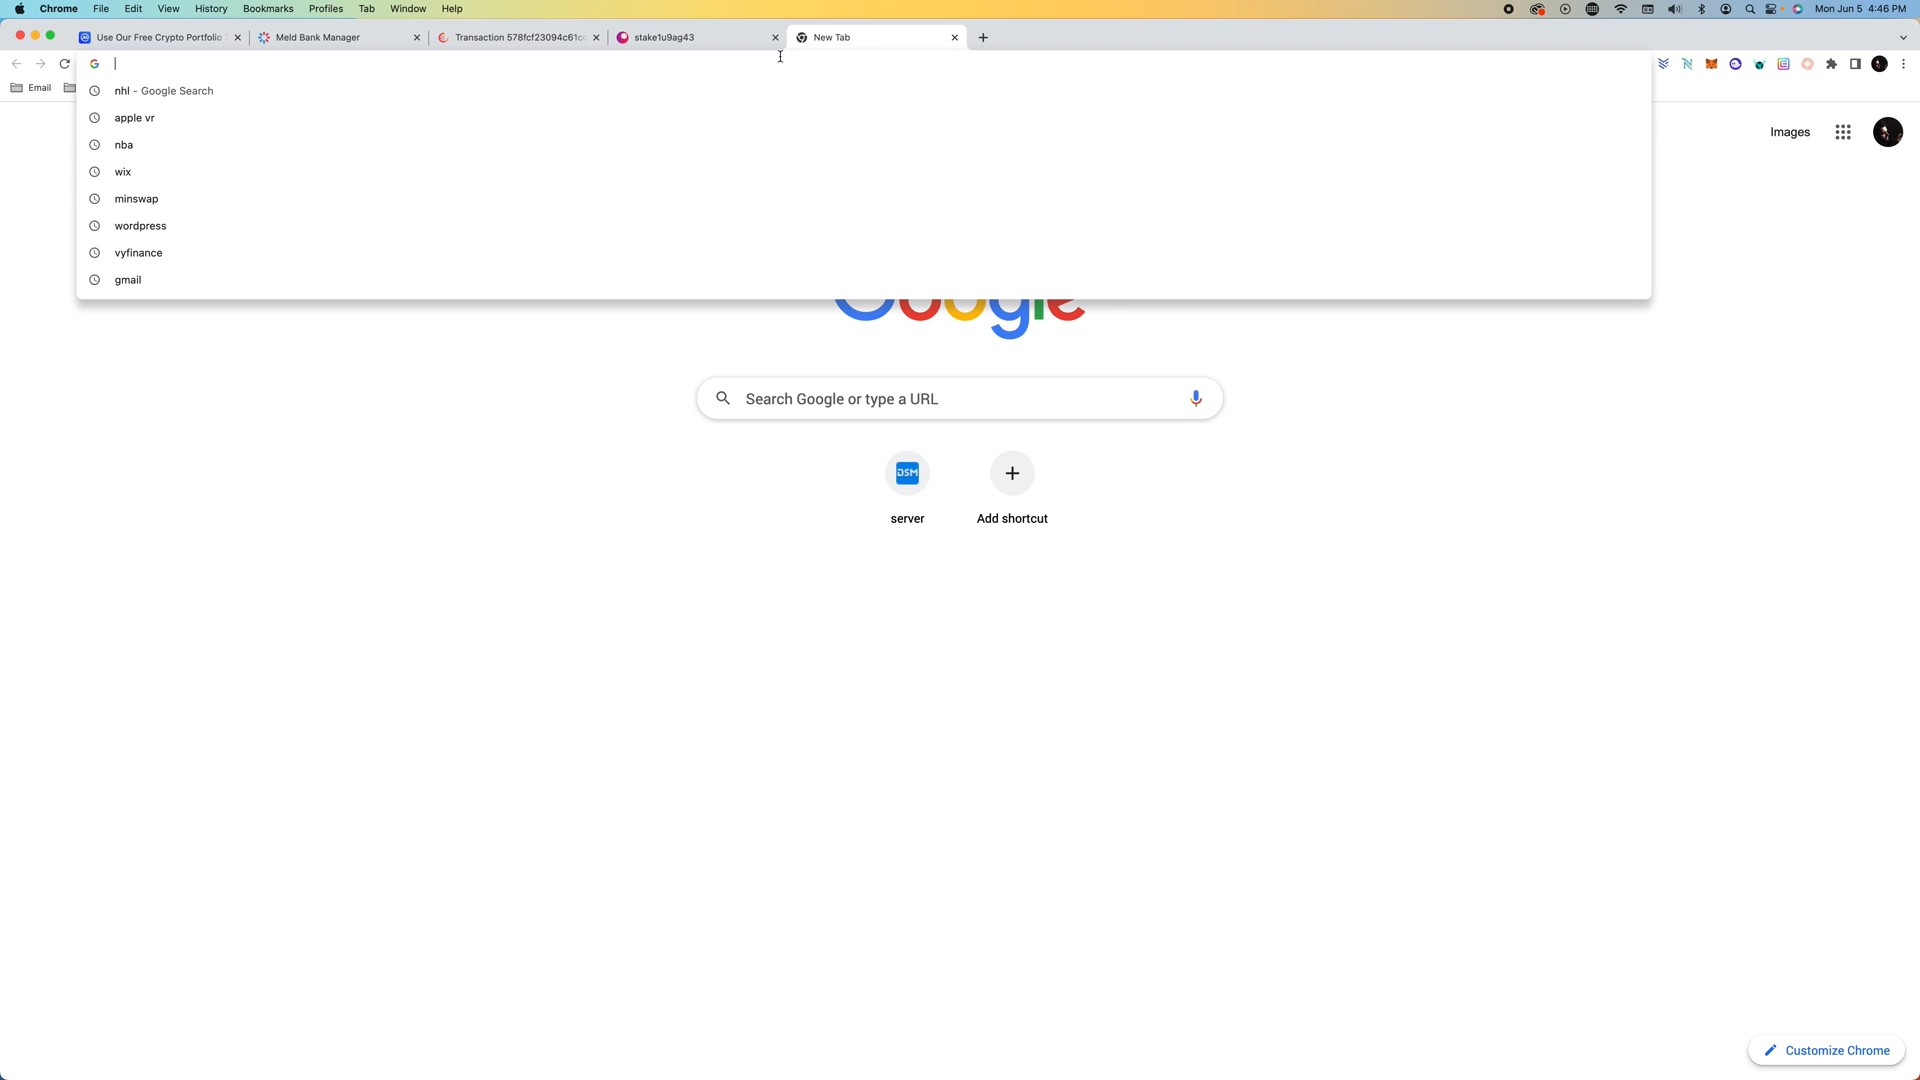 Chrome File Edit View History Bookmarks Profiles Tab Window Help Mon Jun 5 4:46 PM
Use Our Free Crypto Portfolio Meld Bank Manager Transaction 578fcf23094c61cc stake1u9ag43 New Tab
Email
nhl - Google Search
apple vr
nba
wix
minswap
wordpress
vyfinance
gmail
Images
Google
Search Google or type a URL
DSM
server Add shortcut
Customize Chrome